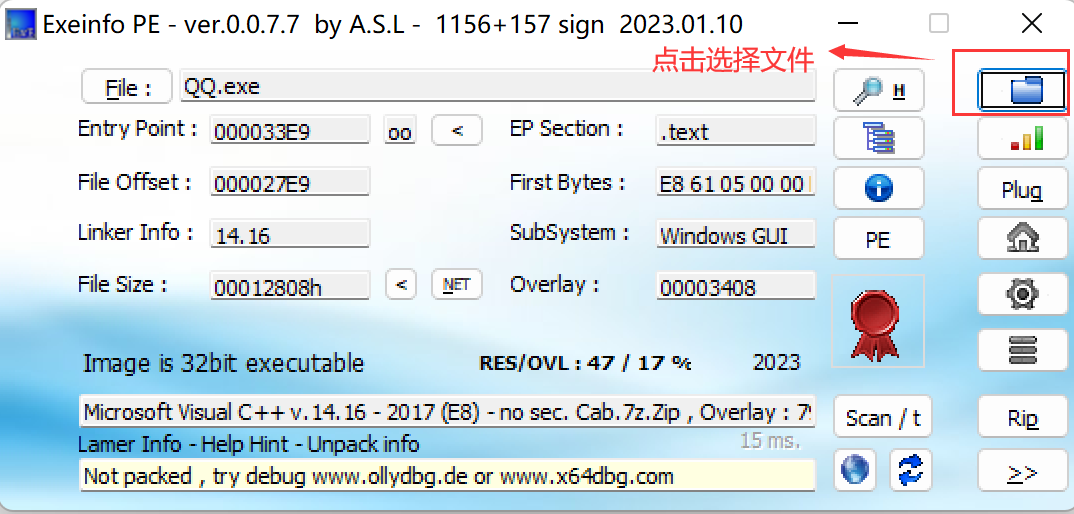 Exeinfo PE - ver.0.0.7.7 by A.S.L - 1156+157 sign 2023.01.10
点击选择文件
File : QQ.exe H
Entry Point : 000033E9 oo < EP Section : .text
File Offset : 000027E9 First Bytes : E8 61 05 00 00 Plug
Linker Info : 14.16 SubSystem : Windows GUI PE
File Size : 00012808h < NET Overlay : 00003408
Image is 32bit executable RES/OVL : 47 / 17 % 2023
Microsoft Visual C++ v.14.16 - 2017 (E8) - no sec. Cab.7z.Zip , Overlay : Scan / t Rip
Lamer Info - Help Hint - Unpack info 15 ms.
Not packed , try debug www.ollydbg.de or www.x64dbg.com >>